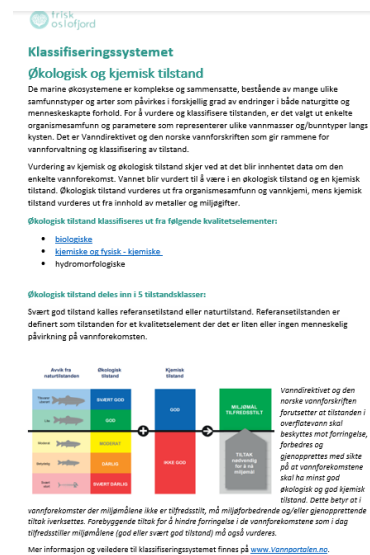 frisk
oslofjord
Klassifiseringssystemet
Økologisk og kjemisk tilstand
De marine økosystemene er komplekse og sammensatte, bestående av mange ulike
samfunnstyper og arter som påvirkes i forskjellig grad av endringer i både naturgitte og
menneskeskapte forhold. For å vurdere og klassifisere tilstanden, er det valgt ut enkelte
organismesamfunn og parametere som representerer ulike vannmasser og/bunntyper langs
kysten. Det er Vanndirektivet og den norske vannforskriften som gir rammene for
vannforvaltning og klassifisering av tilstand.
Vurdering av kjemisk og økologisk tilstand skjer ved at det blir innhentet data om den
enkelte vannforekomst. Vannet blir vurdert til å være i en økologisk tilstand og en kjemisk
tilstand. Økologisk tilstand vurderes ut fra organismesamfunn og vannkjemi, mens kjemisk
tilstand vurderes ut fra innhold av metaller og miljøgifter.
Økologisk tilstand klassifiseres ut fra følgende kvalitetselementer:
• biologiske
• kjemiske og fysisk - kjemiske
• hydromorfologiske
Økologisk tilstand deles inn i 5 tilstandsklasser:
Svært god tilstand kalles referansetilstand eller naturtilstand. Referansetilstanden er
definert som tilstanden for et kvalitetselement der det er liten eller ingen menneskelig
påvirkning på vannforekomsten.
Avvik fra
naturtilstanden
Økologisk
tilstand
Kjemisk
tilstand
SVÆRT GOD
GOD
MODERAT
DÅRLIG
SVÆRT DÅRLIG
GOD
IKKE GOD
MILJØMÅL
TILFREDSSTILT
TILTAK
nødvendig
for å nå
miljømål
Vanndirektivet og den
norske vannforskriften
forutsetter at tilstanden i
overflatevann skal
beskyttes mot forringelse,
forbedres og
gjenopprettes med sikte
på at vannforekomstene
skal ha minst god
økologisk og god kjemisk
tilstand. Dette betyr at i
vannforekomster der miljømålene ikke er tilfredsstilt, må miljøforbedrende og/eller gjenopprettende
tiltak iverksettes. Forebyggende tiltak for å hindre forringelse i de vannforekomstene som i dag
tilfredsstiller miljømålene (god eller svært god tilstand) må også vurderes.
Mer informasjon og veiledere til klassifiseringssystemet finnes på www.Vannportalen.no.